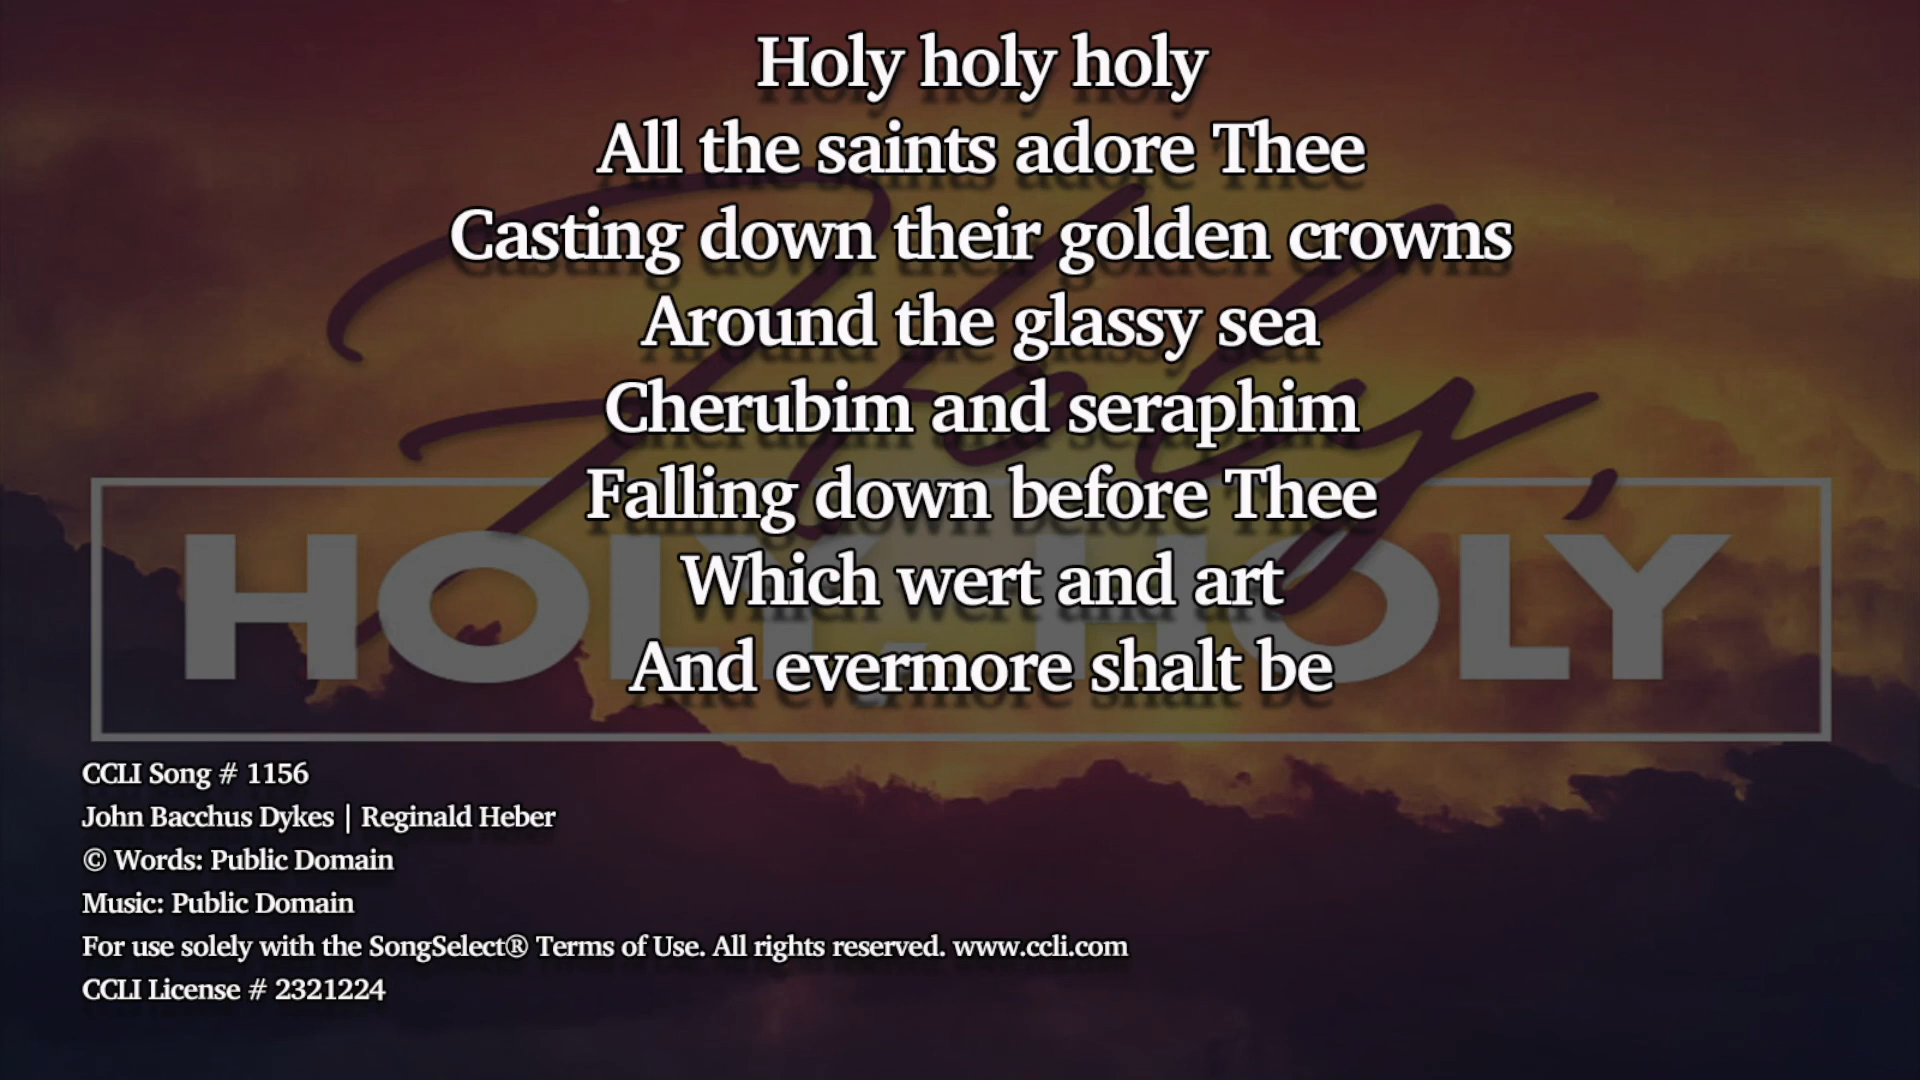 Holy holy holy
All the saints adore Thee
Casting down their golden crowns
Around the glassy sea
Cherubim and seraphim
Falling down before Thee
Which wert and art
And evermore shalt be
Holy,
HOLY, HOLY
CCLI Song # 1156
John Bacchus Dykes | Reginald Heber
© Words: Public Domain
Music: Public Domain
For use solely with the SongSelect® Terms of Use. All rights reserved. www.ccli.com
CCLI License # 2321224